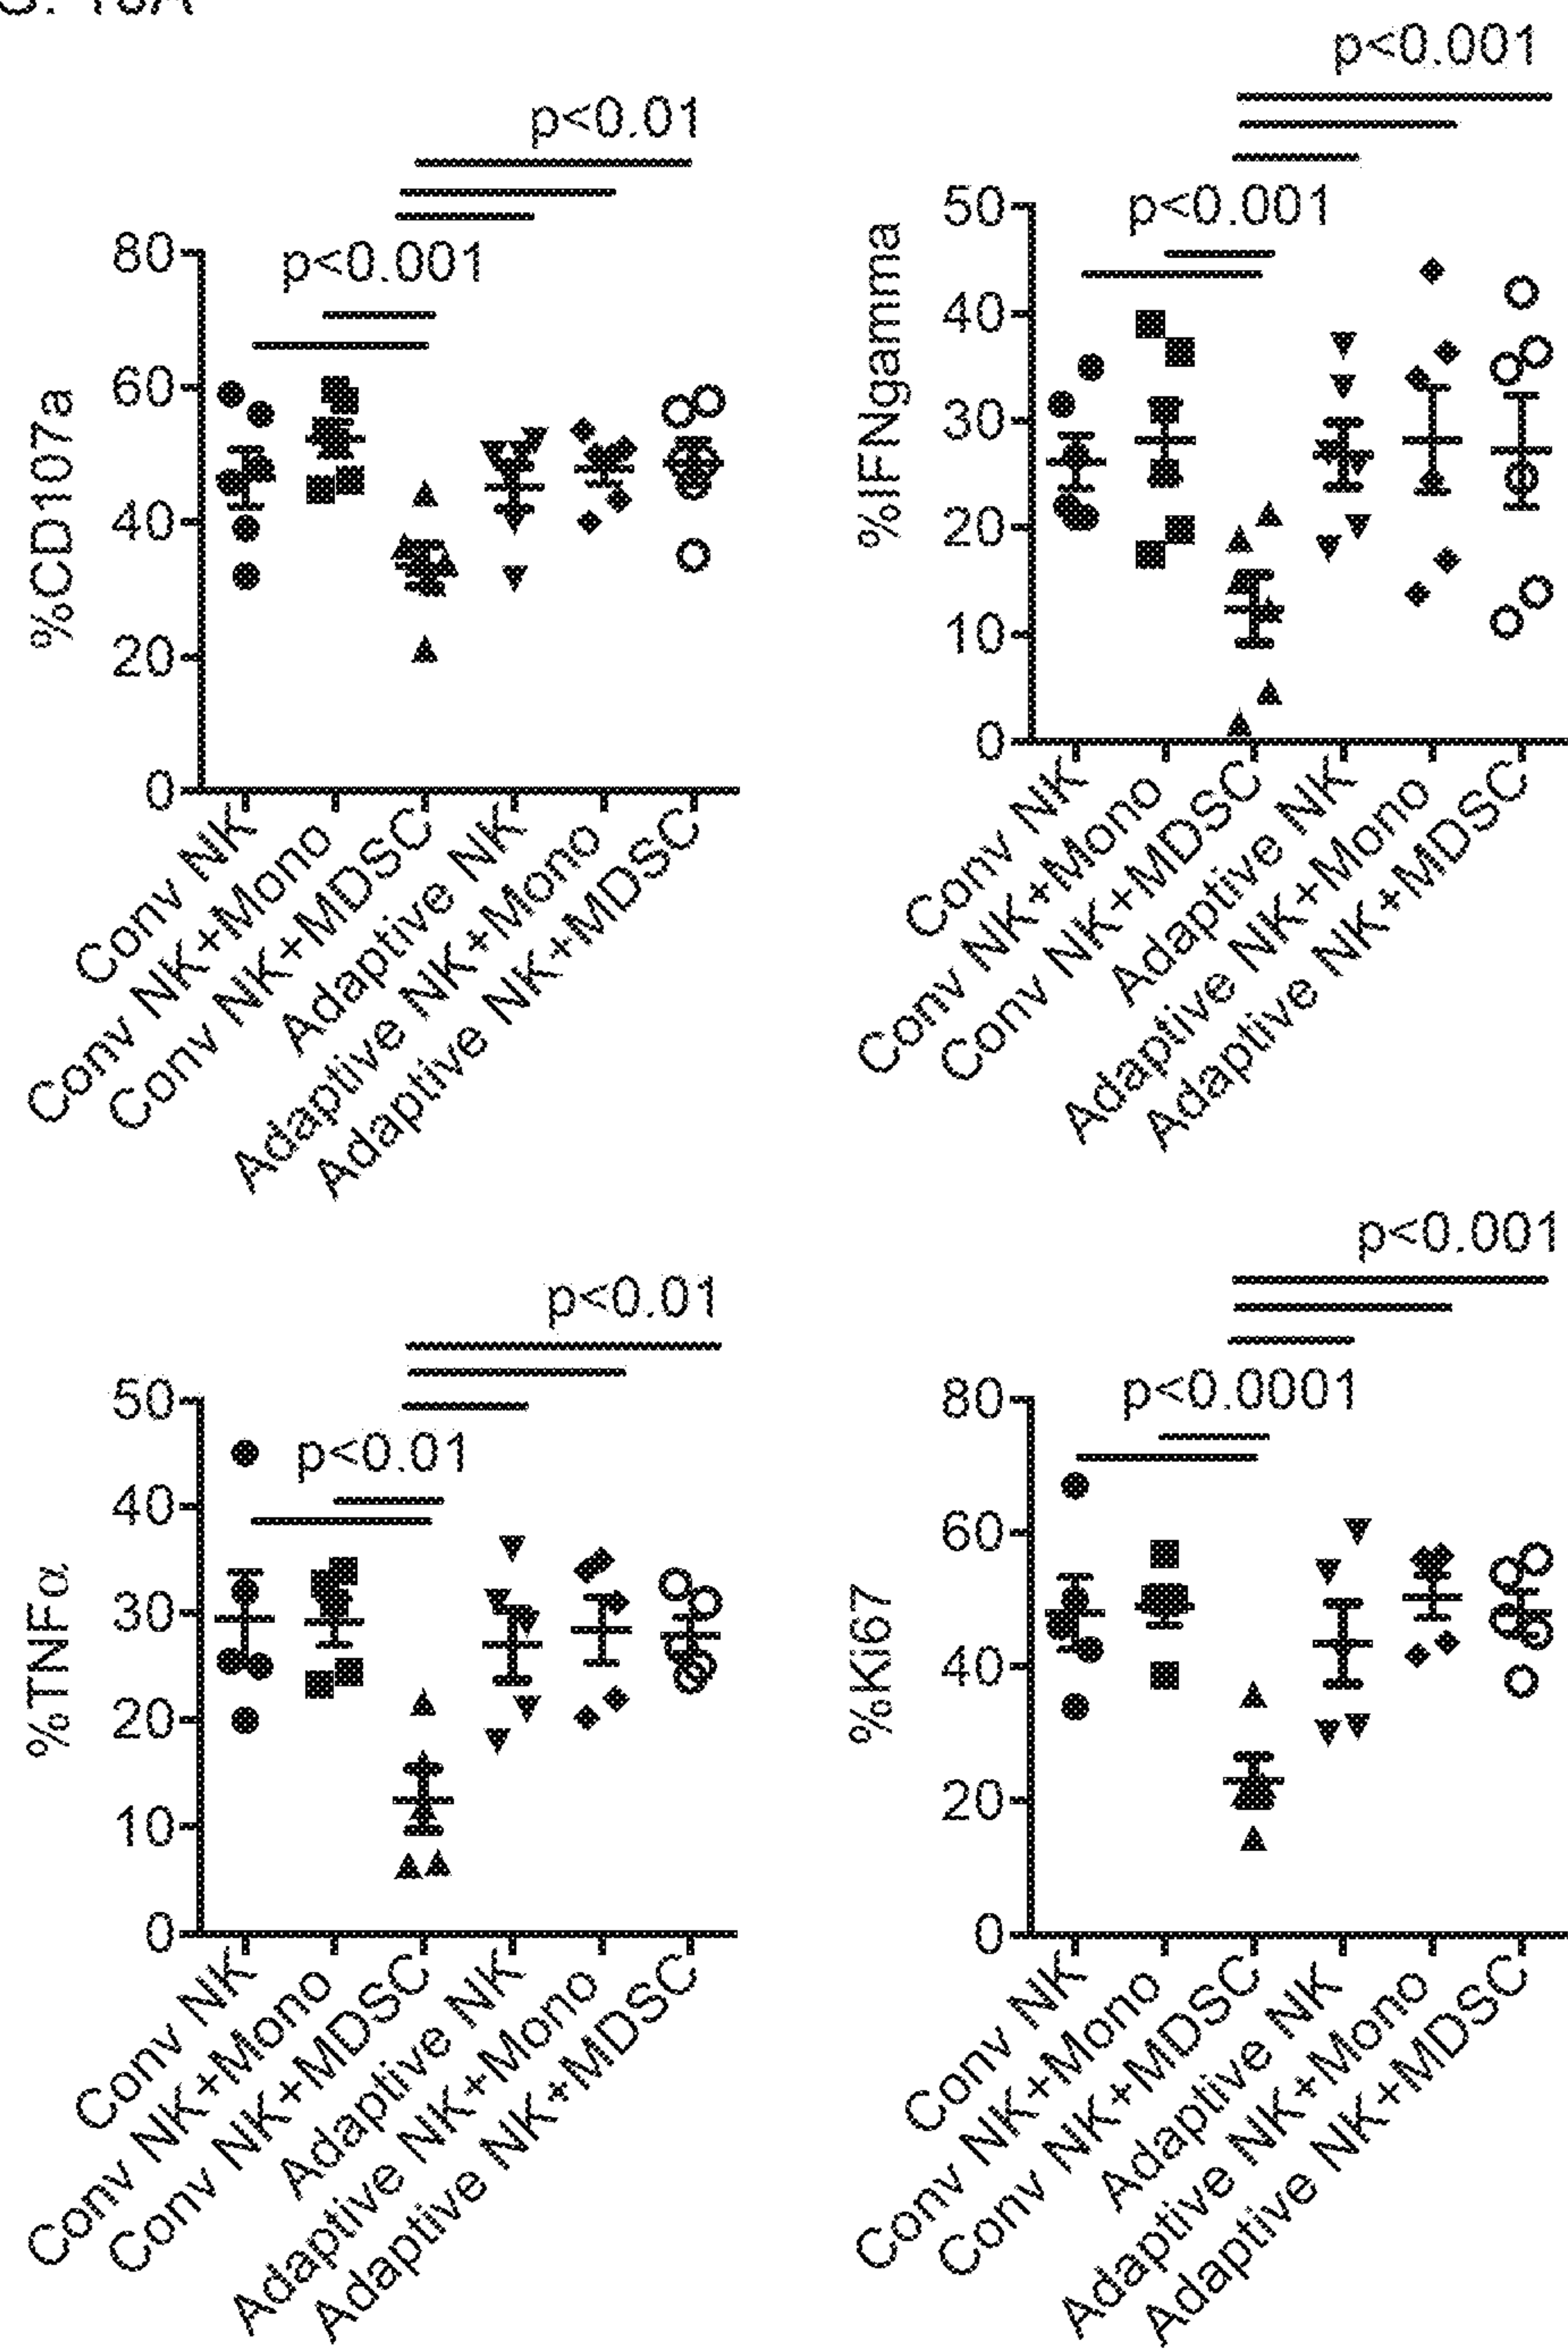 p<0.01
p<0.001
80
60
40
20
0
%CD107a
Conv NK
Conv NK+Mono
Conv NK+MDSC
Adaptive NK
Adaptive NK+Mono
Adaptive NK+MDSC
p<0.001
p<0.001
50
40
30
20
10
0
%IFNgamma
Conv NK
Conv NK+Mono
Conv NK+MDSC
Adaptive NK
Adaptive NK+Mono
Adaptive NK+MDSC
p<0.01
p<0.01
50
40
30
20
10
0
%TNFα
Conv NK
Conv NK+Mono
Conv NK+MDSC
Adaptive NK
Adaptive NK+Mono
Adaptive NK+MDSC
p<0.001
p<0.0001
80
60
40
20
0
%Ki67
Conv NK
Conv NK+Mono
Conv NK+MDSC
Adaptive NK
Adaptive NK+Mono
Adaptive NK+MDSC